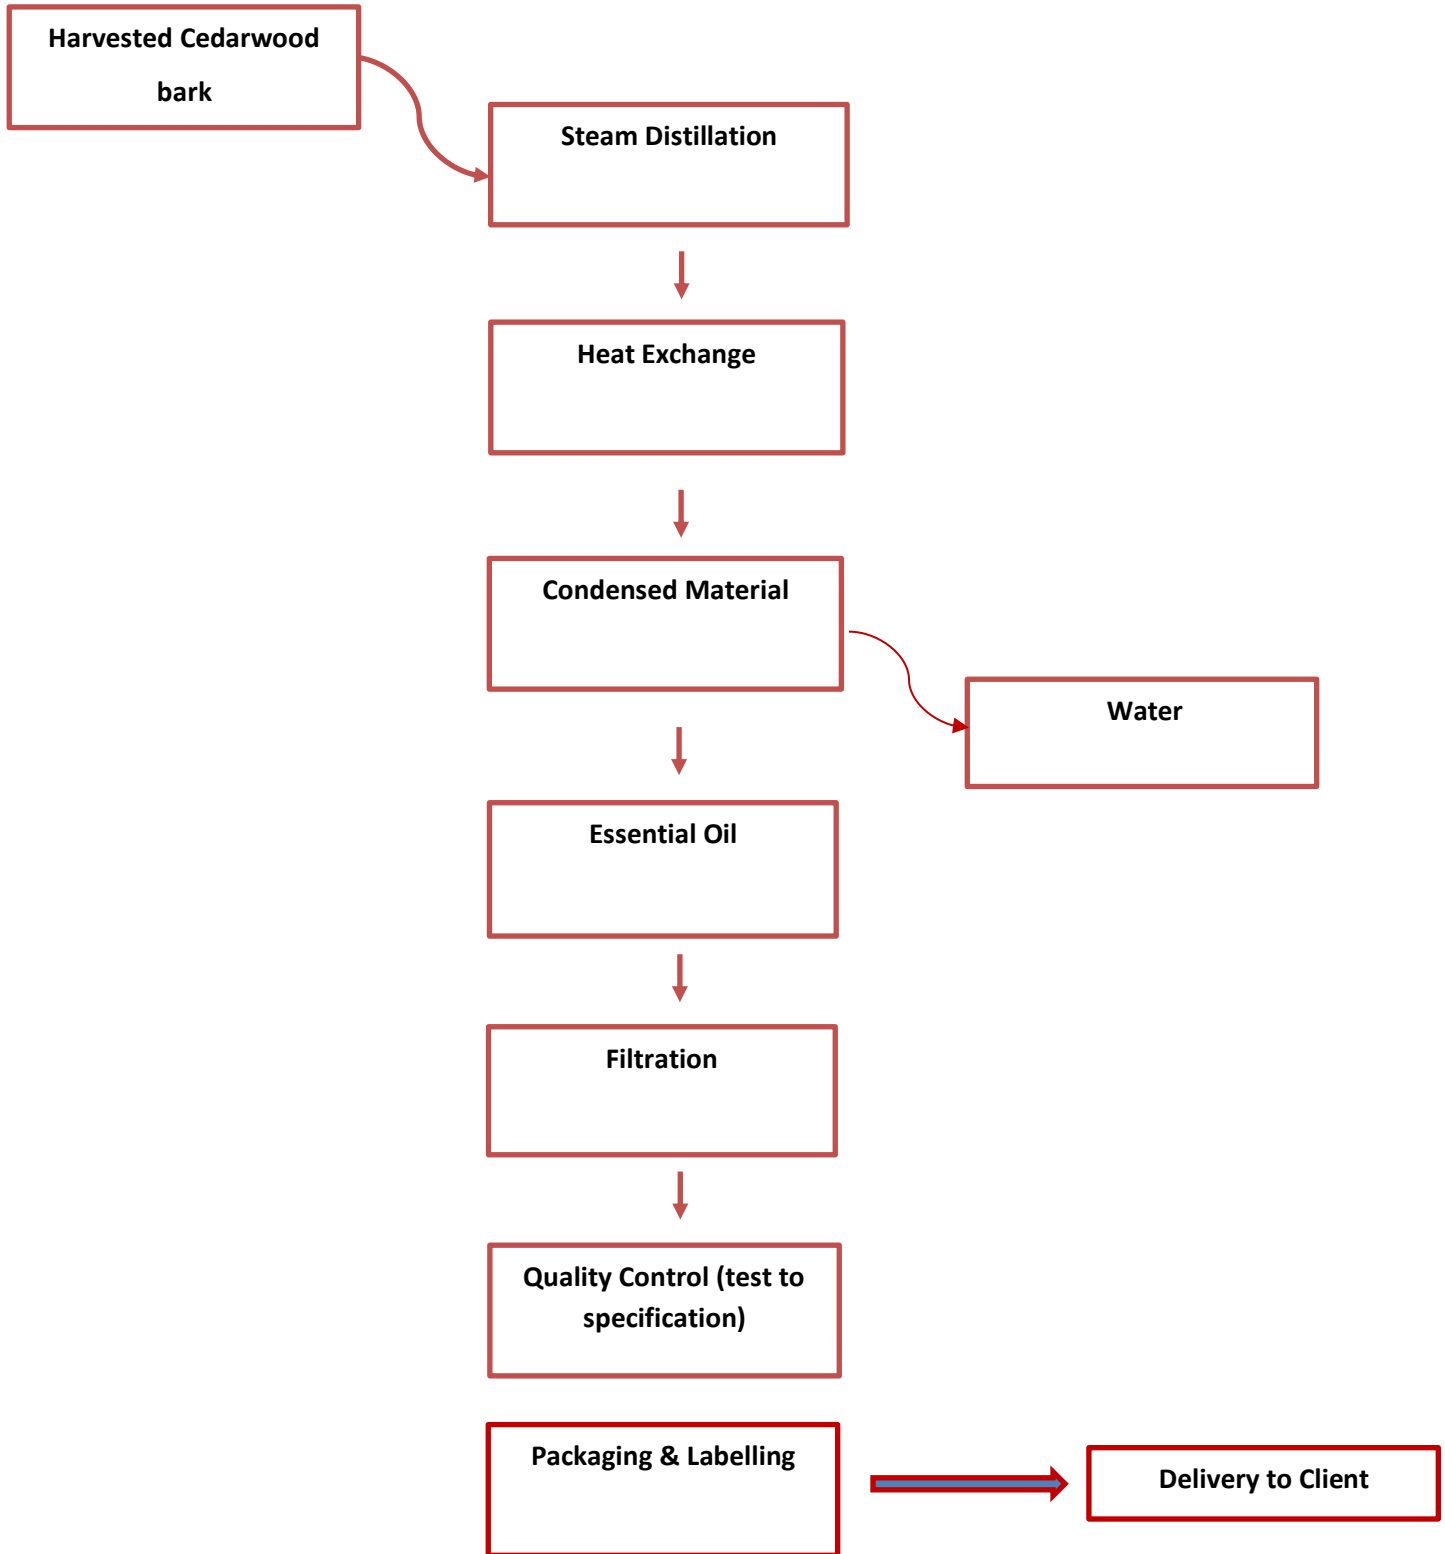 Harvested Cedarwood
bark
Steam Distillation
Heat Exchange
Condensed Material
Water
Essential Oil
Filtration
Quality Control (test to
specification)
Packaging & Labelling
Delivery to Client